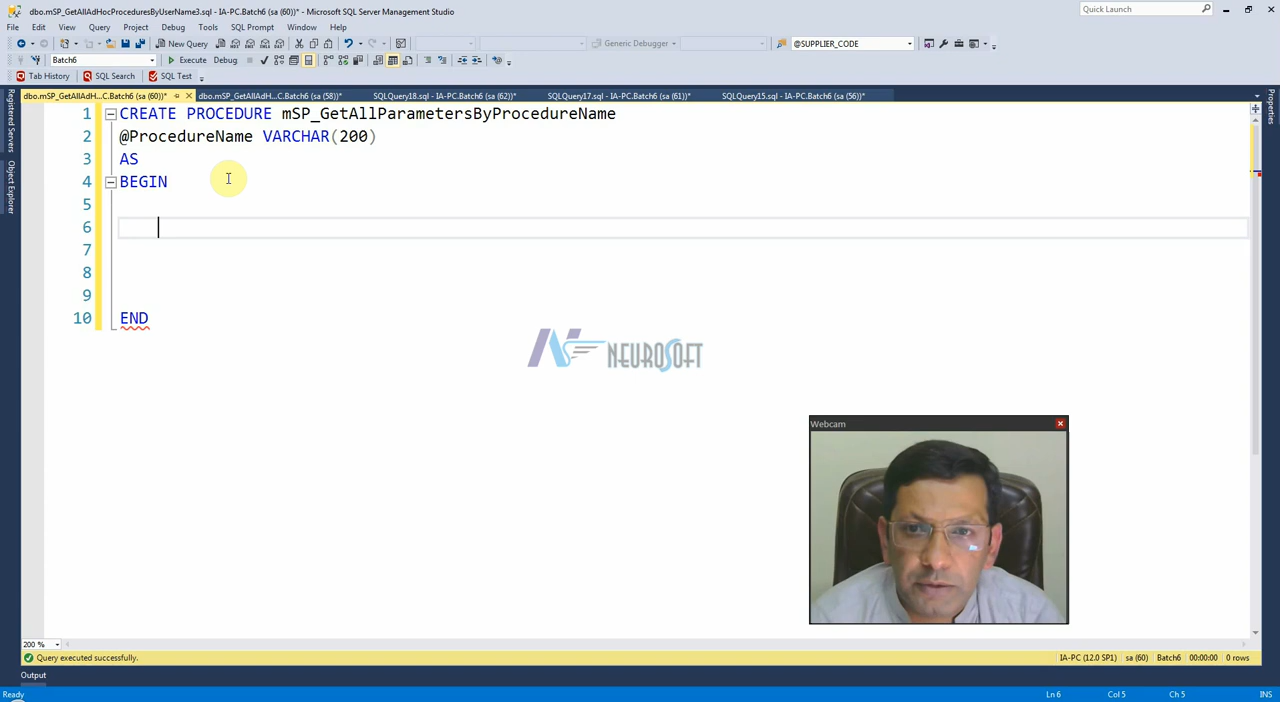 dbo.mSP_GetAllAdHocProceduresByUserName3.sql - IA-PC.Batch6 (sa (60))* - Microsoft SQL Server Management Studio
Quick Launch
File Edit View Query Project Debug Tools SQL Prompt Window Help
New Query Generic Debugger @SUPPLIER_CODE
Batch6 Execute Debug
Tab History SQL Search SQL Test
dbo.mSP_GetAllAdH...C.Batch6 (sa (60))* dbo.mSP_GetAllAdH...C.Batch6 (sa (58))* SQLQuery18.sql - IA-PC.Batch6 (sa (62))* SQLQuery17.sql - IA-PC.Batch6 (sa (61))* SQLQuery15.sql - IA-PC.Batch6 (sa (56))*
Registered Servers
Object Explorer
Properties
1 CREATE PROCEDURE mSP_GetAllParametersByProcedureName
2 @ProcedureName VARCHAR(200)
3 AS
4 BEGIN
5
6
7
8
9
10 END
NEUROSOFT
Webcam
200 %
Query executed successfully. IA-PC (12.0 SP1) sa (60) Batch6 00:00:00 0 rows
Output
Ready Ln 6 Col 5 Ch 5 INS